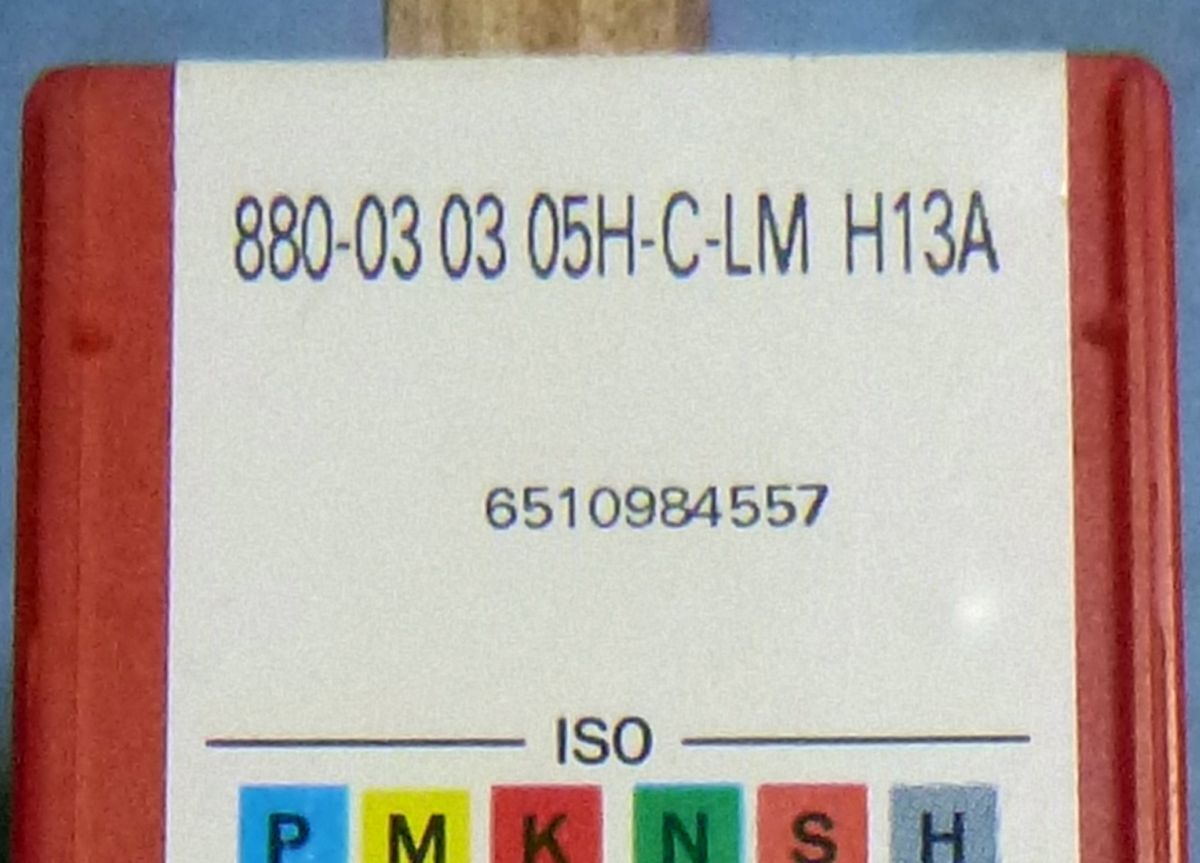 880-03 03 05H-C-LM H13A
6510984557
ISO
P M K N S H